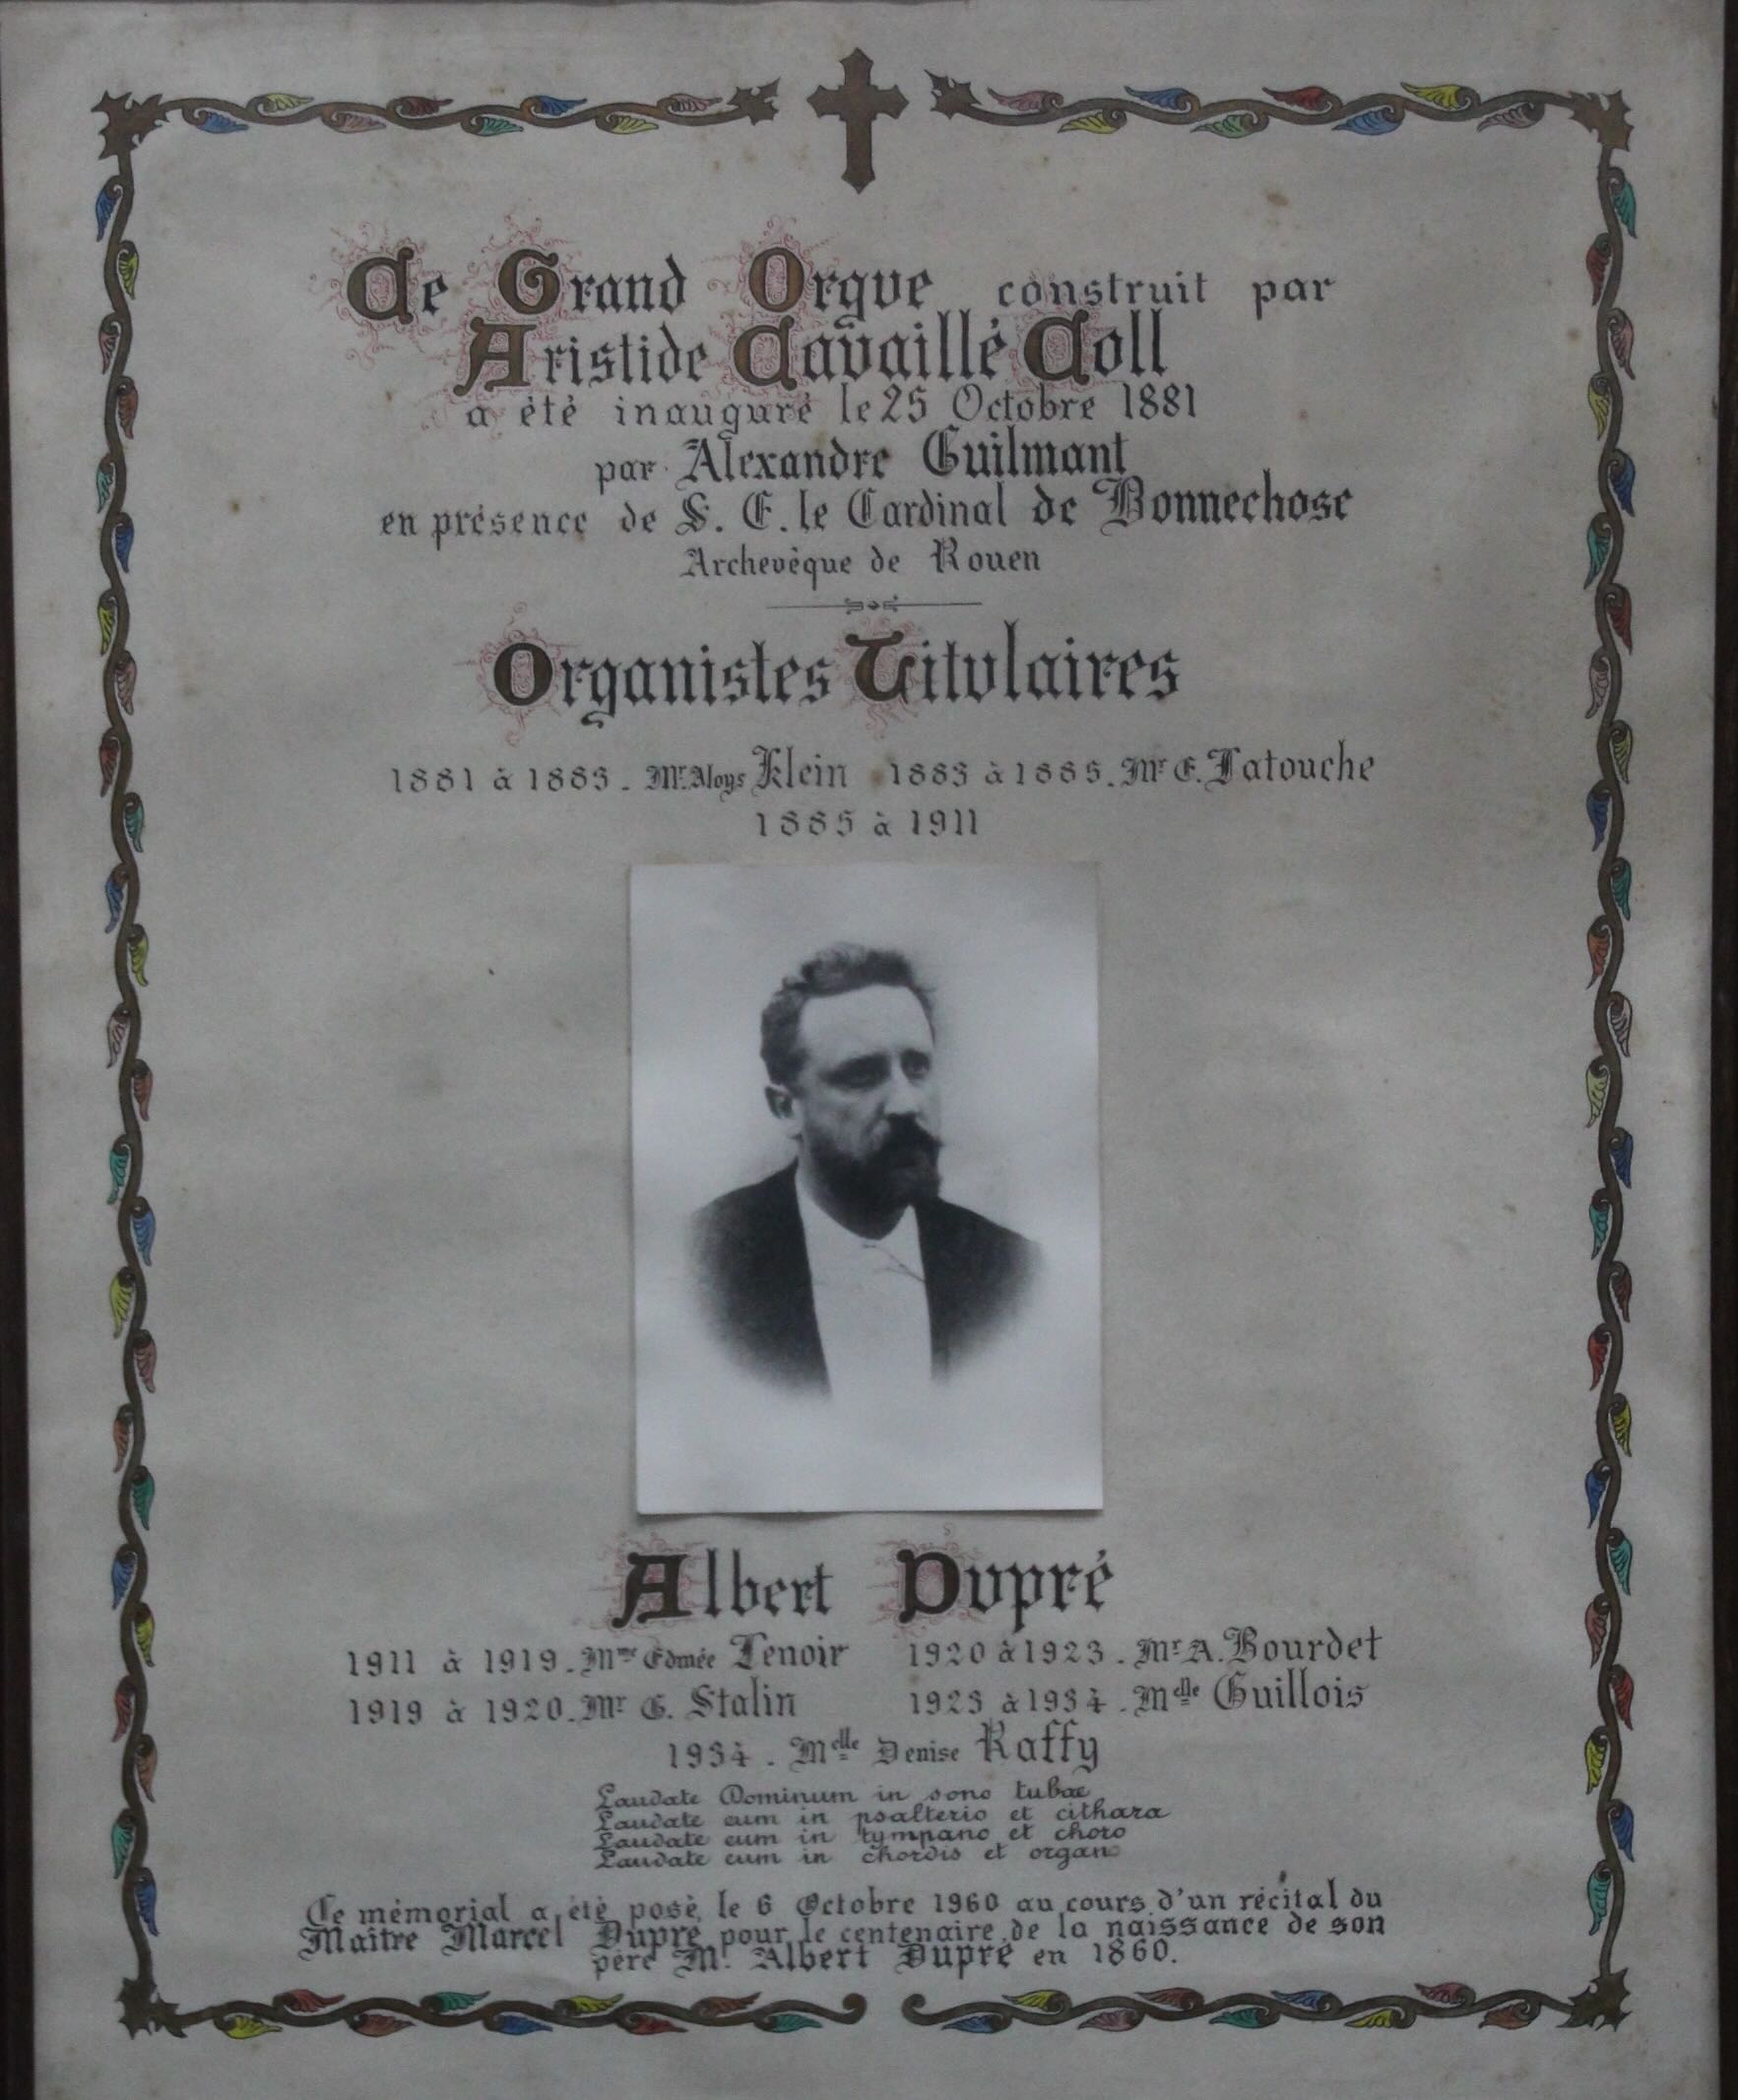 Ce Grand Orgue construit par
Aristide Cavaillé Coll
a été inauguré le 25 Octobre 1881
par Alexandre Guilmant
en présence de S. E. le Cardinal de Bonnechose
Archevêque de Rouen
Organistes Titulaires
1881 à 1883. Mr. Aloys Klein 1883 à 1885. Mr E. Latouche
1885 à 1911
Albert Dupré
1911 à 1919. Mme Edmée Lenoir 1920 à 1923. Mr. A. Bourdet
1919 à 1920. Mr G. Stalin 1923 à 1934. Melle Guillois
1934. Melle Denise Raffy
Laudate Dominum in sono tubae
Laudate eum in psalterio et cithara
Laudate eum in tympano et choro
Laudate eum in chordis et organo
Ce mémorial a été posé le 6 Octobre 1960 au cours d'un récital du
Maître Marcel Dupré pour le centenaire de la naissance de son
père Mr. Albert Dupré en 1860.